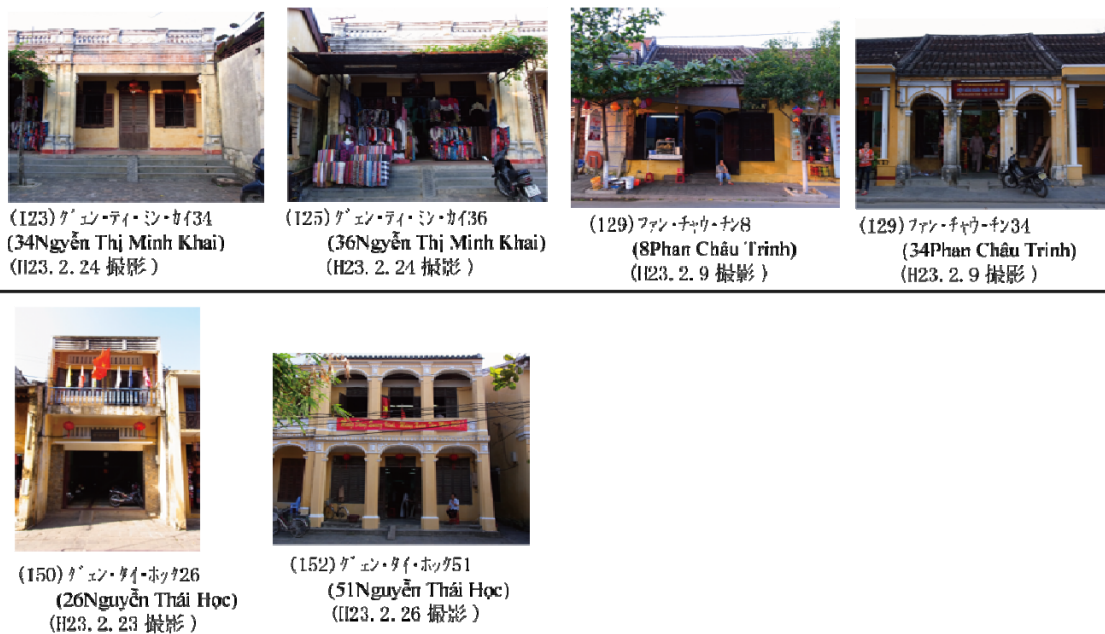 (123)ｸﾞｪﾝ・ﾃｨ・ﾐﾝ・ｶｲ34
(34Ngyễn Thị Minh Khai)
(H23.2.24 撮影)
(125)ｸﾞｪﾝ・ﾃｨ・ﾐﾝ・ｶｲ36
(36Ngyễn Thị Minh Khai)
(H23.2.24 撮影)
(129)ﾌｧﾝ・ﾁｬｳ・ﾁﾝ8
(8Phan Châu Trinh)
(H23.2.9 撮影)
(129)ﾌｧﾝ・ﾁｬｳ・ﾁﾝ34
(34Phan Châu Trinh)
(H23.2.9 撮影)
(150)ｸﾞｪﾝ・ﾀｲ・ﾎｯｸ26
(26Nguyễn Thái Học)
(H23.2.23 撮影)
(152)ｸﾞｪﾝ・ﾀｲ・ﾎｯｸ51
(51Nguyễn Thái Học)
(H23.2.26 撮影)